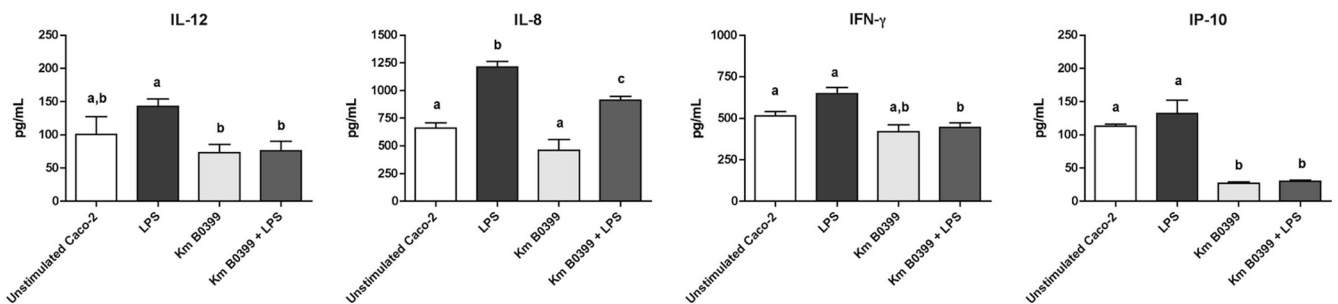 IL-12
pg/mL
250
200
150
100
50
0
a,b
a
b
b
Unstimulated Caco-2
LPS
Km B0399
Km B0399 + LPS
IL-8
pg/mL
1500
1250
1000
750
500
250
0
a
b
a
c
Unstimulated Caco-2
LPS
Km B0399
Km B0399 + LPS
IFN-γ
pg/mL
1000
750
500
250
0
a
a
a,b
b
Unstimulated Caco-2
LPS
Km B0399
Km B0399 + LPS
IP-10
pg/mL
250
200
150
100
50
0
a
a
b
b
Unstimulated Caco-2
LPS
Km B0399
Km B0399 + LPS